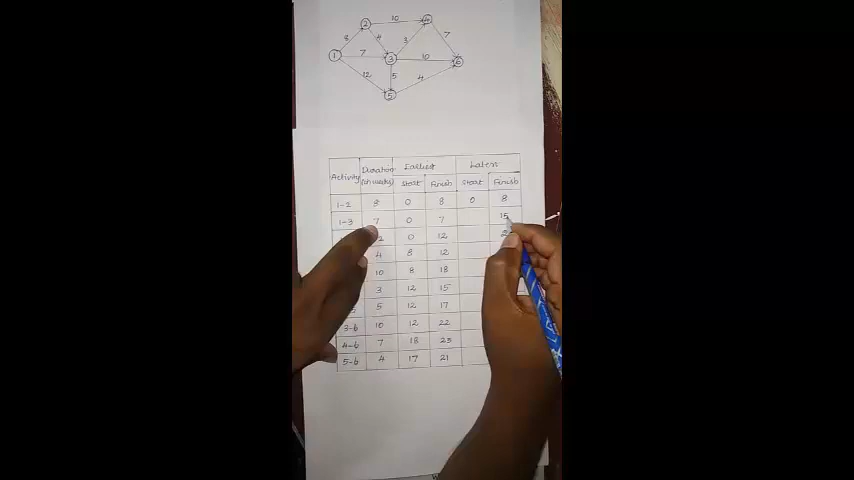 10
2
4
8
4
3
7
1
7
3
10
6
12
5
4
5
Activity Duration (in weeks) Earliest Latest
Start Finish Start Finish
1-2 8 0 8 0 8
1-3 7 0 7 15
0 12
4 8 12
10 8 18
3 12 15
5 12 17
3-6 10 12 22
4-6 7 18
5-6 4 17 21